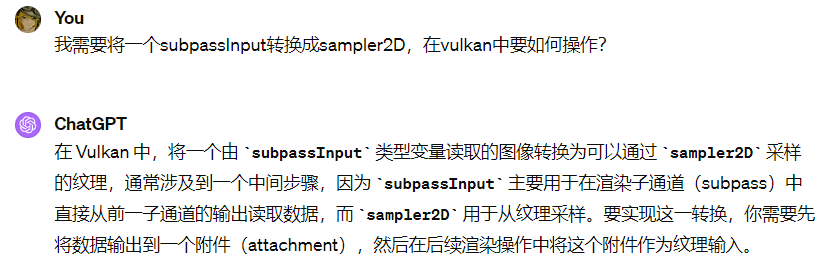 You
我需要将一个subpassInput转换成sampler2D，在vulkan中要如何操作？
ChatGPT
在 Vulkan 中，将一个由 `subpassInput` 类型变量读取的图像转换为可以通过 `sampler2D` 采样
的纹理，通常涉及到一个中间步骤，因为 `subpassInput` 主要用于在渲染子通道（subpass）中
直接从前一子通道的输出读取数据，而 `sampler2D` 用于从纹理采样。要实现这一转换，你需要先
将数据输出到一个附件（attachment），然后在后续渲染操作中将这个附件作为纹理输入。